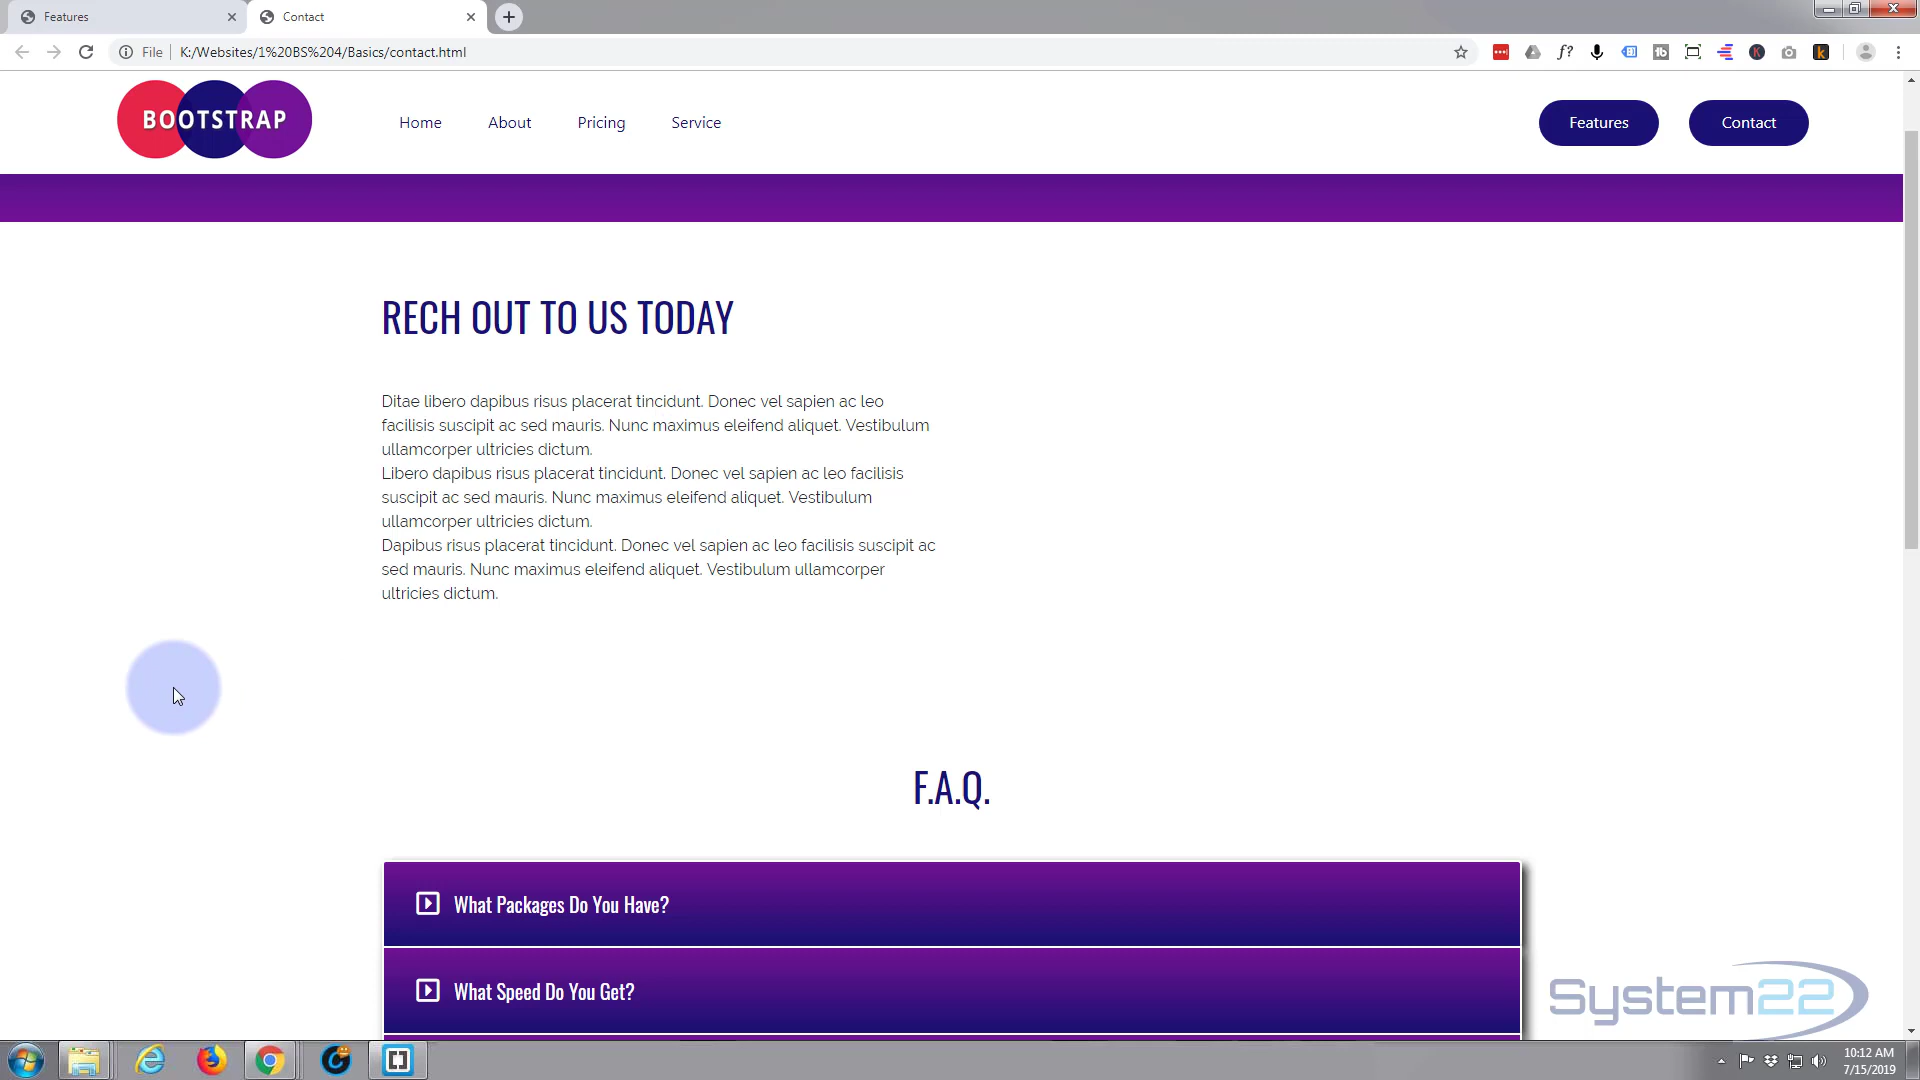 Features
Contact
File
K:/Websites/1%20BS%204/Basics/contact.html
BOOTSTRAP
Home
About
Pricing
Service
Features
Contact
RECH OUT TO US TODAY
Ditae libero dapibus risus placerat tincidunt. Donec vel sapien ac leo
facilisis suscipit ac sed mauris. Nunc maximus eleifend aliquet. Vestibulum
ullamcorper ultricies dictum.
Libero dapibus risus placerat tincidunt. Donec vel sapien ac leo facilisis
suscipit ac sed mauris. Nunc maximus eleifend aliquet. Vestibulum
ullamcorper ultricies dictum.
Dapibus risus placerat tincidunt. Donec vel sapien ac leo facilisis suscipit ac
sed mauris. Nunc maximus eleifend aliquet. Vestibulum ullamcorper
ultricies dictum.
F.A.Q.
What Packages Do You Have?
What Speed Do You Get?
System22
10:12 AM
7/15/2019